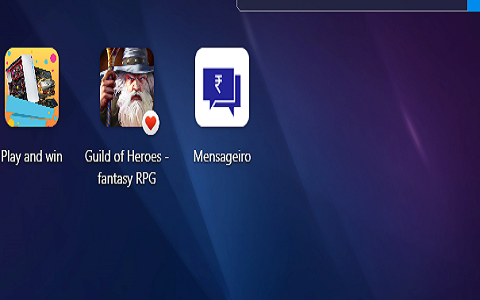 Play and win
Guild of Heroes -
fantasy RPG
₹
Mensageiro